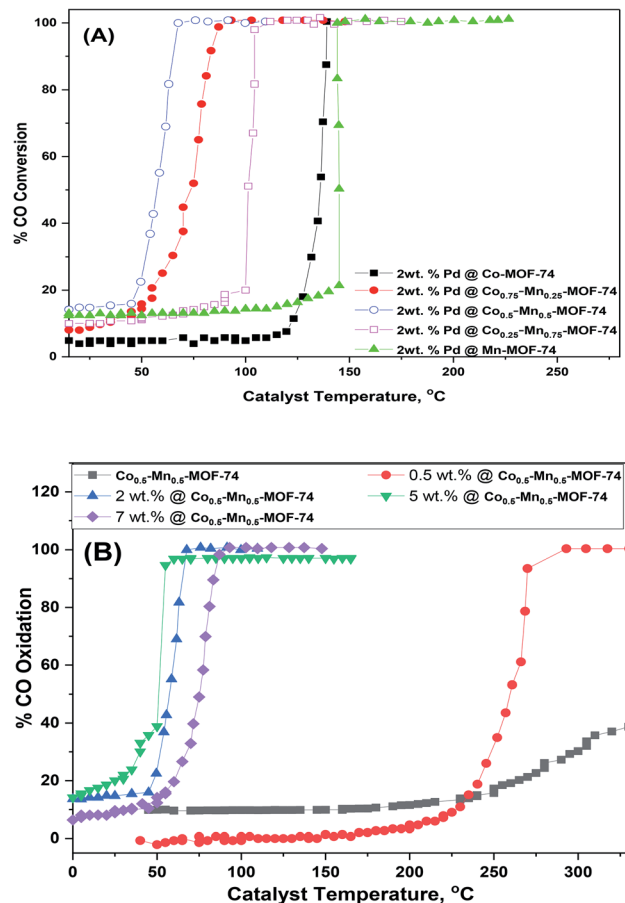 (A)
% CO Conversion
100
80
60
40
20
0
50
100
150
200
250
2wt. % Pd @ Co-MOF-74
2wt. % Pd @ Co₀.₇₅-Mn₀.₂₅-MOF-74
2wt. % Pd @ Co₀.₅-Mn₀.₅-MOF-74
2wt. % Pd @ Co₀.₂₅-Mn₀.₇₅-MOF-74
2wt. % Pd @ Mn-MOF-74
Catalyst Temperature, °C
Co₀.₅-Mn₀.₅-MOF-74
0.5 wt.% @ Co₀.₅-Mn₀.₅-MOF-74
2 wt.% @ Co₀.₅-Mn₀.₅-MOF-74
5 wt.% @ Co₀.₅-Mn₀.₅-MOF-74
7 wt.% @ Co₀.₅-Mn₀.₅-MOF-74
(B)
% CO Oxidation
120
100
80
60
40
20
0
0
50
100
150
200
250
300
Catalyst Temperature, °C